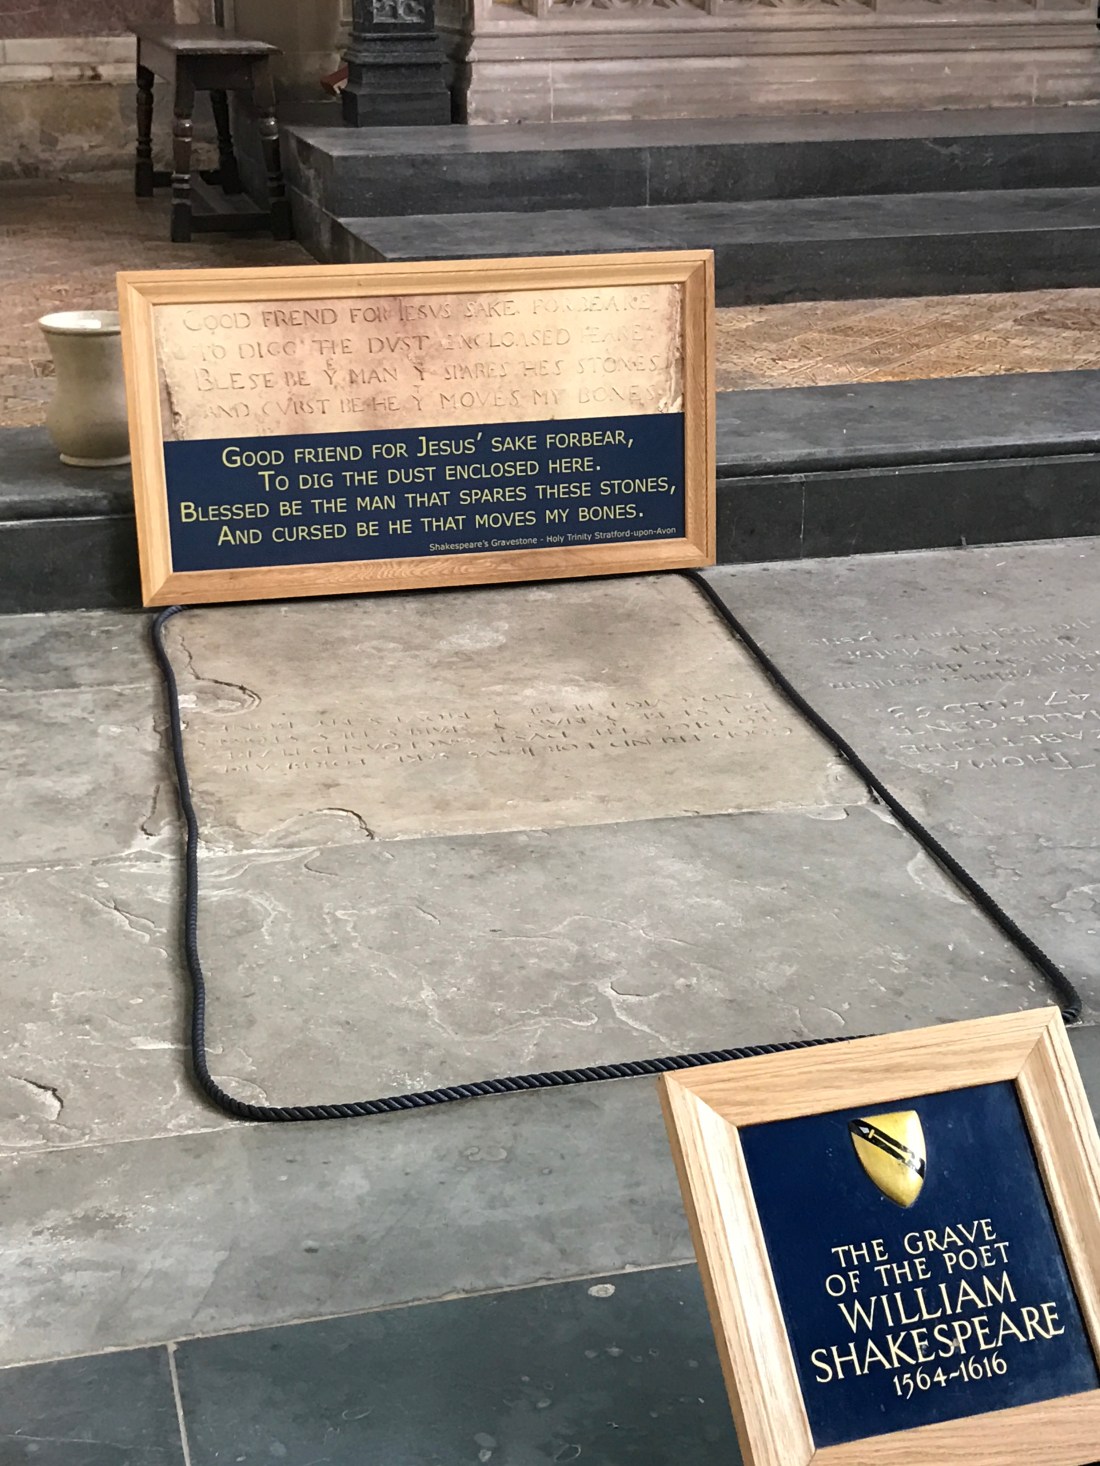 GOOD FREND FOR IESVS SAKE FORBEARE,
TO DIGG THE DVST ENCLOASED HEARE.
BLESE BE Y MAN Y SPARES THES STONES,
AND CVRST BE HE Y MOVES MY BONES.
GOOD FRIEND FOR JESUS' SAKE FORBEAR,
TO DIG THE DUST ENCLOSED HERE.
BLESSED BE THE MAN THAT SPARES THESE STONES,
AND CURSED BE HE THAT MOVES MY BONES.
Shakespeare's Gravestone - Holy Trinity Stratford-upon-Avon
THOMAS
47
THE GRAVE
OF THE POET
WILLIAM
SHAKESPEARE
1564~1616